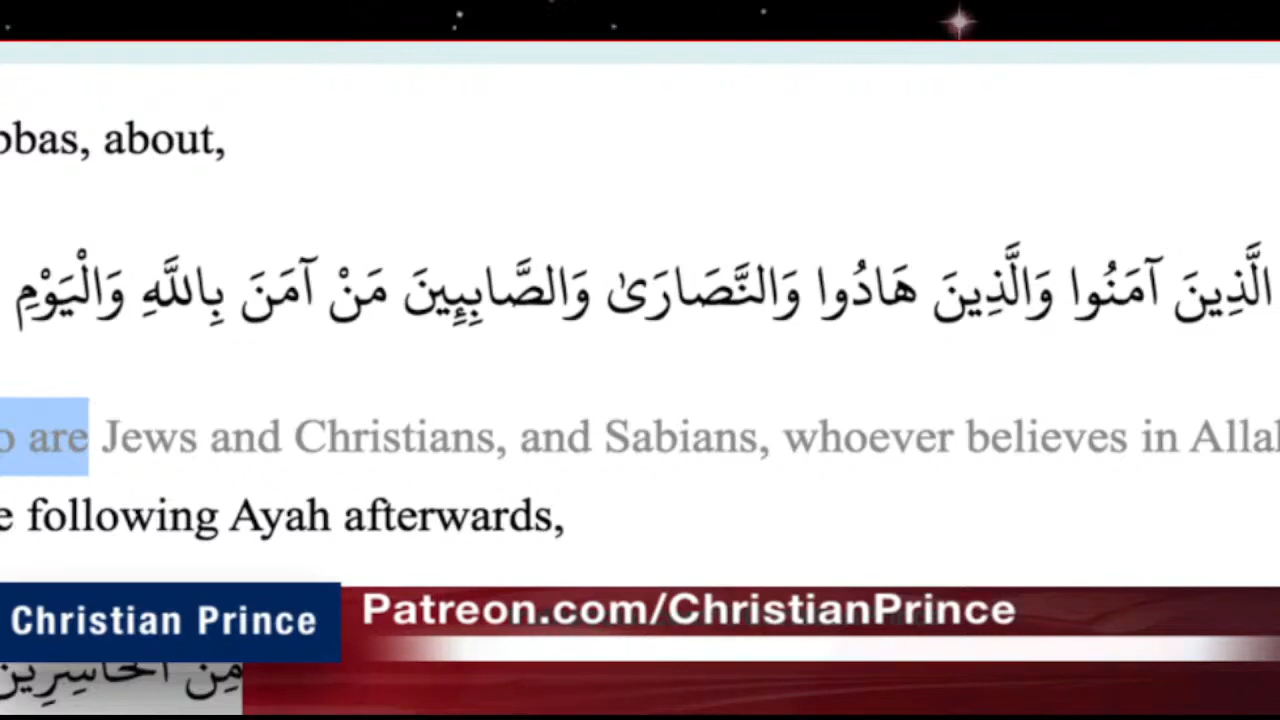 bbas, about,
الَّذِينَ آمَنُوا وَالَّذِينَ هَادُوا وَالنَّصَارَىٰ وَالصَّابِئِينَ مَنْ آمَنَ بِاللَّهِ وَالْيَوْمِ
o are Jews and Christians, and Sabians, whoever believes in Allah
e following Ayah afterwards,
Christian Prince
Patreon.com/ChristianPrince
مِنَ الْخَاسِرِينَ